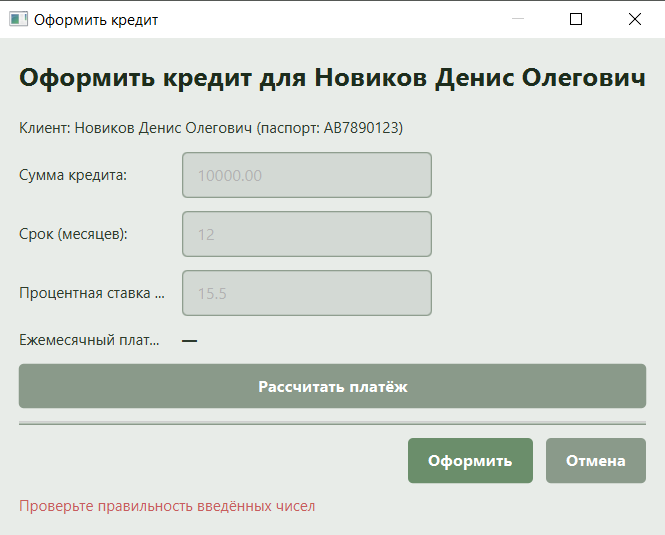 Оформить кредит
Оформить кредит для Новиков Денис Олегович
Клиент: Новиков Денис Олегович (паспорт: АВ7890123)
Сумма кредита: 10000.00
Срок (месяцев): 12
Процентная ставка ... 15.5
Ежемесячный плат... —
Рассчитать платёж
Оформить Отмена
Проверьте правильность введённых чисел